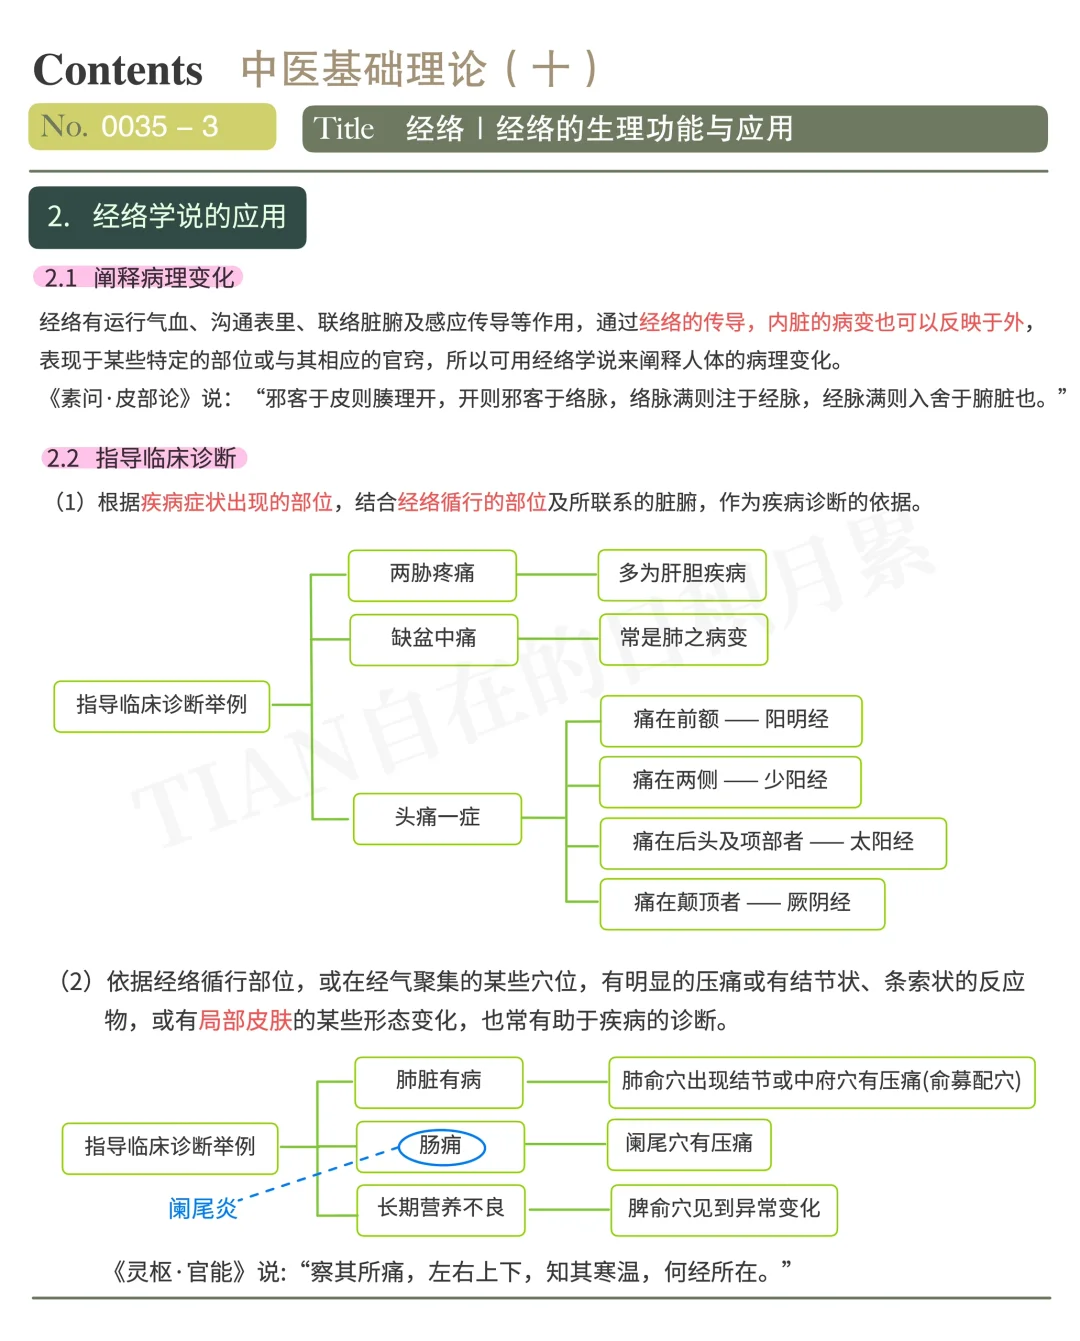 Contents 中医基础理论（十）
No. 0035 – 3
Title 经络 | 经络的生理功能与应用
2. 经络学说的应用
2.1 阐释病理变化
经络有运行气血、沟通表里、联络脏腑及感应传导等作用，通过经络的传导，内脏的病变也可以反映于外，
表现于某些特定的部位或与其相应的官窍，所以可用经络学说来阐释人体的病理变化。
《素问·皮部论》说：“邪客于皮则腠理开，开则邪客于络脉，络脉满则注于经脉，经脉满则入舍于腑脏也。”
2.2 指导临床诊断
（1）根据疾病症状出现的部位，结合经络循行的部位及所联系的脏腑，作为疾病诊断的依据。
指导临床诊断举例
两胁疼痛
多为肝胆疾病
缺盆中痛
常是肺之病变
头痛一症
痛在前额 —— 阳明经
痛在两侧 —— 少阳经
痛在后头及项部者 —— 太阳经
痛在颠顶者 —— 厥阴经
TIAN自在的日积月累
（2）依据经络循行部位，或在经气聚集的某些穴位，有明显的压痛或有结节状、条索状的反应
物，或有局部皮肤的某些形态变化，也常有助于疾病的诊断。
指导临床诊断举例
肺脏有病
肺俞穴出现结节或中府穴有压痛(俞募配穴)
肠痈
阑尾穴有压痛
长期营养不良
脾俞穴见到异常变化
阑尾炎
《灵枢·官能》说:“察其所痛，左右上下，知其寒温，何经所在。”